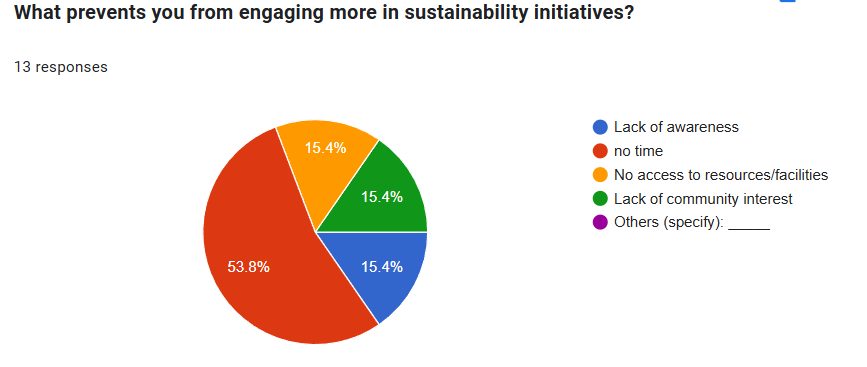 What prevents you from engaging more in sustainability initiatives?
13 responses
15.4%
15.4%
53.8%
15.4%
Lack of awareness
no time
No access to resources/facilities
Lack of community interest
Others (specify): _____